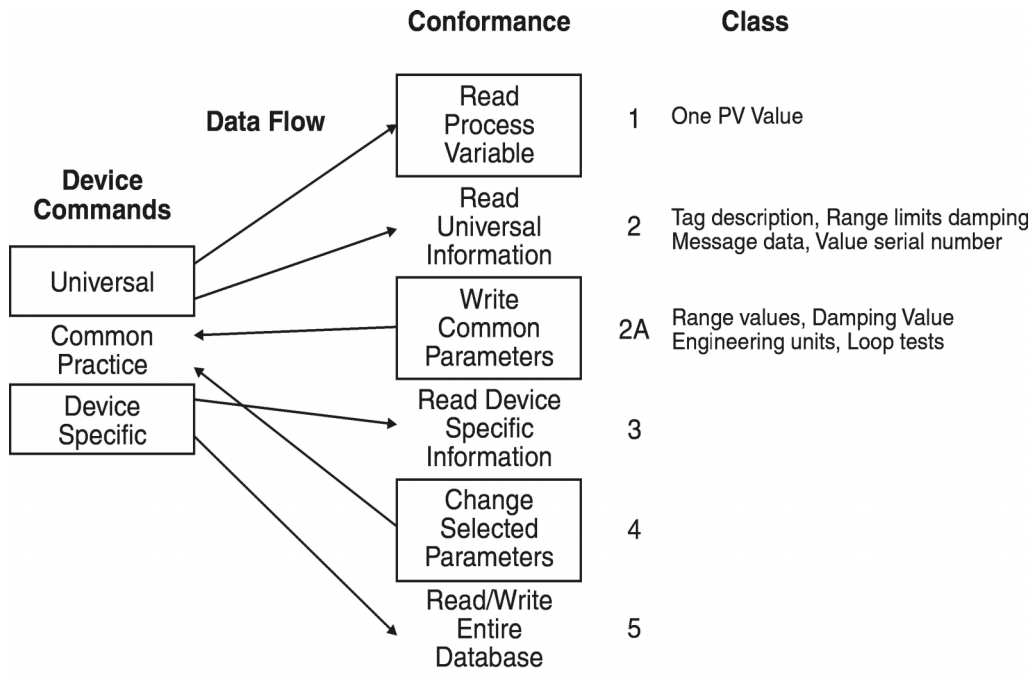 Conformance
Class
Data Flow
Device
Commands
Universal
Common
Practice
Device
Specific
Read
Process
Variable
1
One PV Value
Read
Universal
Information
2
Tag description, Range limits damping
Message data, Value serial number
Write
Common
Parameters
2A
Range values, Damping Value
Engineering units, Loop tests
Read Device
Specific
Information
3
Change
Selected
Parameters
4
Read/Write
Entire
Database
5